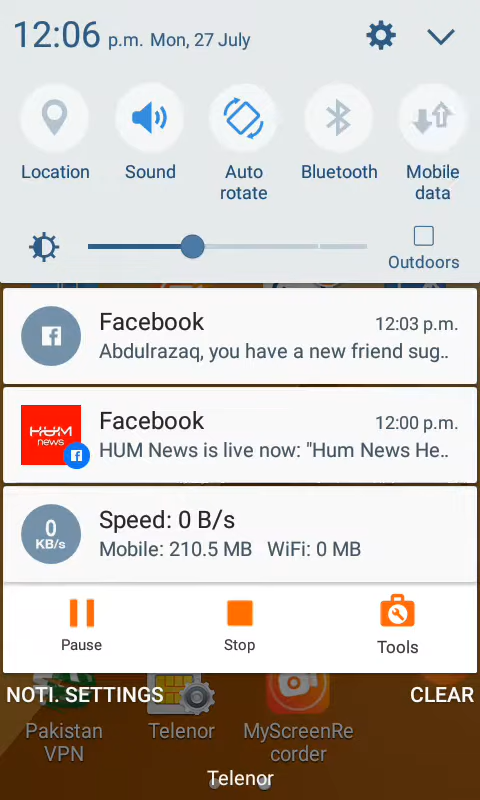 12:06 p.m. Mon, 27 July
Location
Sound
Auto
rotate
Bluetooth
Mobile
data
Outdoors
Facebook 12:03 p.m.
Abdulrazaq, you have a new friend sug..
HUM
news
Facebook 12:00 p.m.
HUM News is live now: "Hum News He..
0
KB/s
Speed: 0 B/s
Mobile: 210.5 MB WiFi: 0 MB
Pause
Stop
Tools
NOTI. SETTINGS
CLEAR
Pakistan
VPN
Telenor
MyScreenRe
corder
Telenor